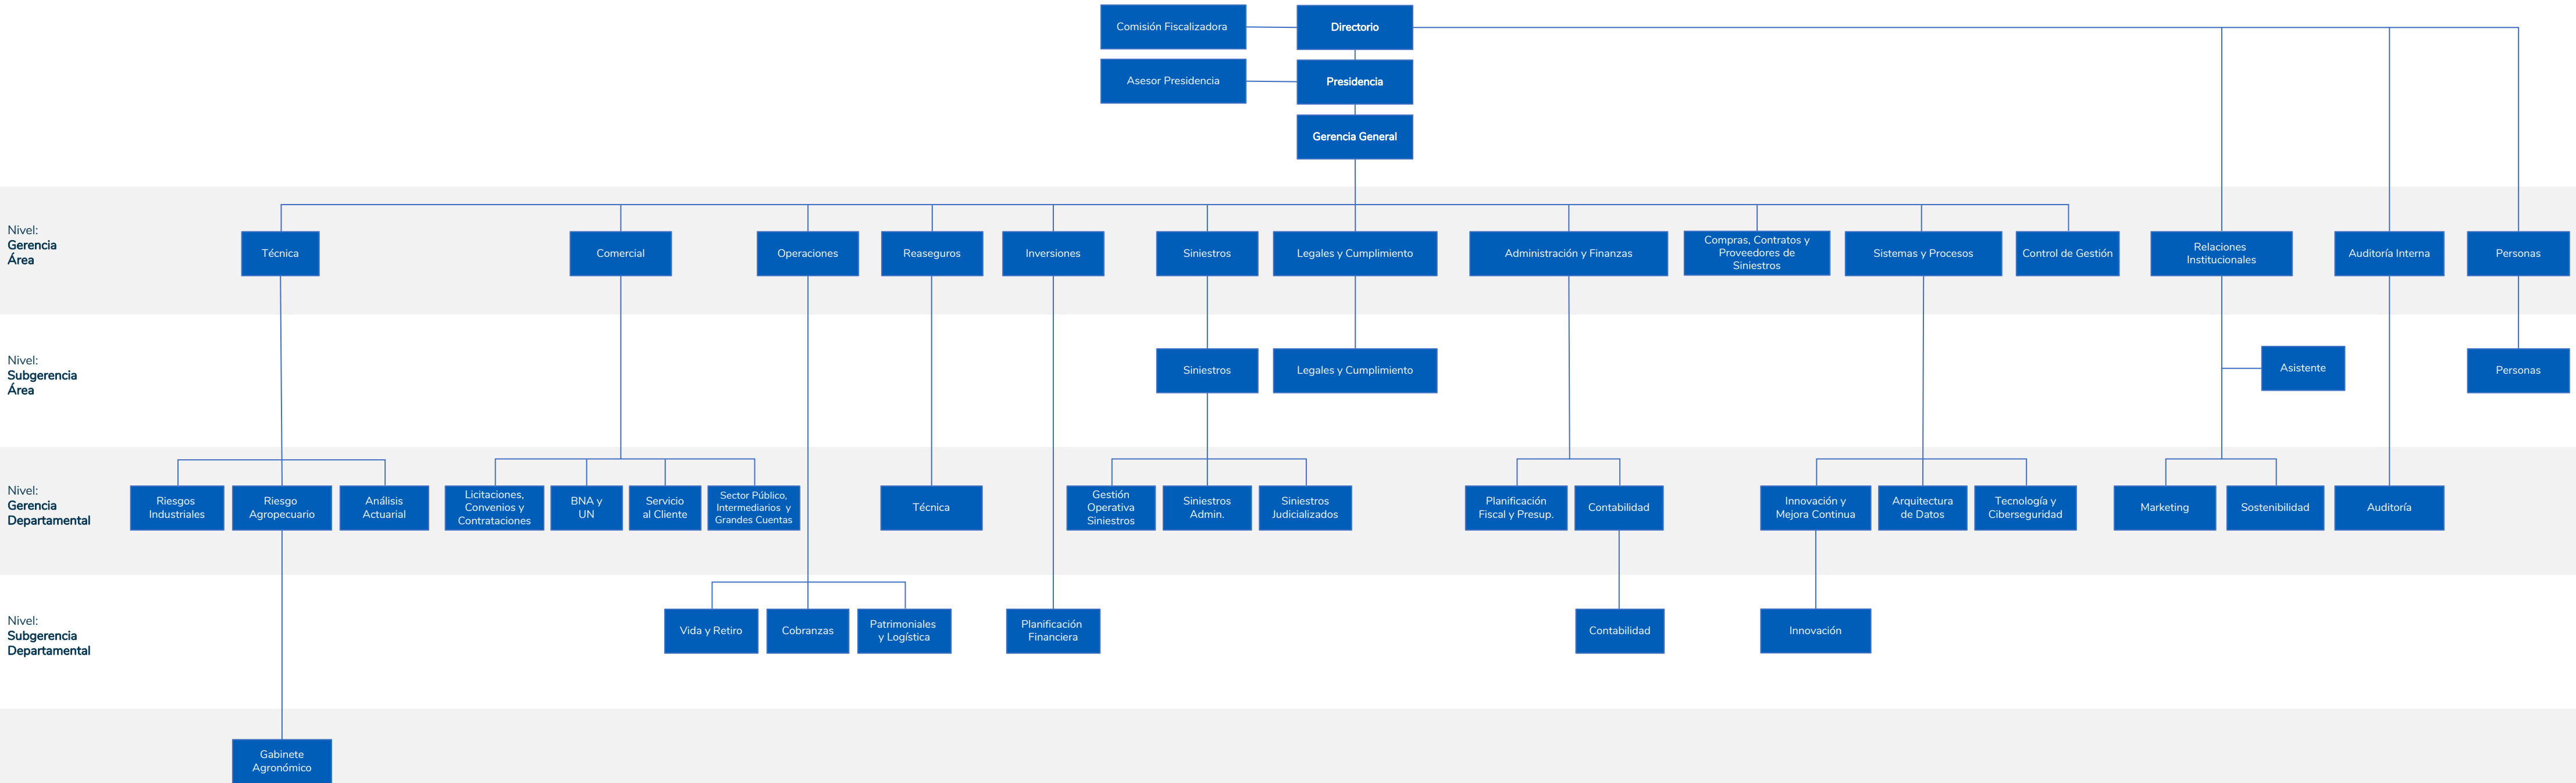 Comisión Fiscalizadora
Directorio
Asesor Presidencia
Presidencia
Gerencia General
Nivel:
Gerencia
Área
Técnica
Comercial
Operaciones
Reaseguros
Inversiones
Siniestros
Legales y Cumplimiento
Administración y Finanzas
Compras, Contratos y
Proveedores de
Siniestros
Sistemas y Procesos
Control de Gestión
Relaciones
Institucionales
Auditoría Interna
Personas
Nivel:
Subgerencia
Área
Siniestros
Legales y Cumplimiento
Asistente
Personas
Nivel:
Gerencia
Departamental
Riesgos
Industriales
Riesgo
Agropecuario
Análisis
Actuarial
Licitaciones,
Convenios y
Contrataciones
BNA y
UN
Servicio
al Cliente
Sector Público,
Intermediarios y
Grandes Cuentas
Técnica
Gestión
Operativa
Siniestros
Siniestros
Admin.
Siniestros
Judicializados
Planificación
Fiscal y Presup.
Contabilidad
Innovación y
Mejora Continua
Arquitectura
de Datos
Tecnología y
Ciberseguridad
Marketing
Sostenibilidad
Auditoría
Nivel:
Subgerencia
Departamental
Vida y Retiro
Cobranzas
Patrimoniales
y Logística
Planificación
Financiera
Contabilidad
Innovación
Gabinete
Agronómico